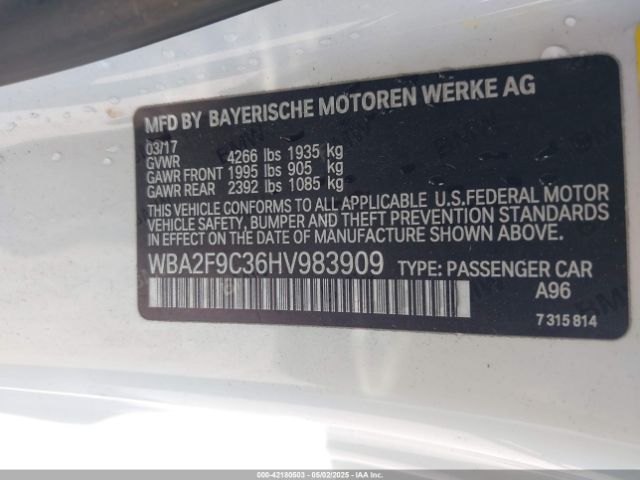 MFD BY BAYERISCHE MOTOREN WERKE AG
03/17
GVWR 4266 lbs 1935 kg
GAWR FRONT 1995 lbs 905 kg
GAWR REAR 2392 lbs 1085 kg
THIS VEHICLE CONFORMS TO ALL APPLICABLE U.S.FEDERAL MOTOR
VEHICLE SAFETY, BUMPER AND THEFT PREVENTION STANDARDS
IN EFFECT ON THE DATE OF MANUFACTURE SHOWN ABOVE.
WBA2F9C36HV983909 TYPE: PASSENGER CAR
A96
7 315 814
000-42180503 - 05/02/2025 - IAA Inc.